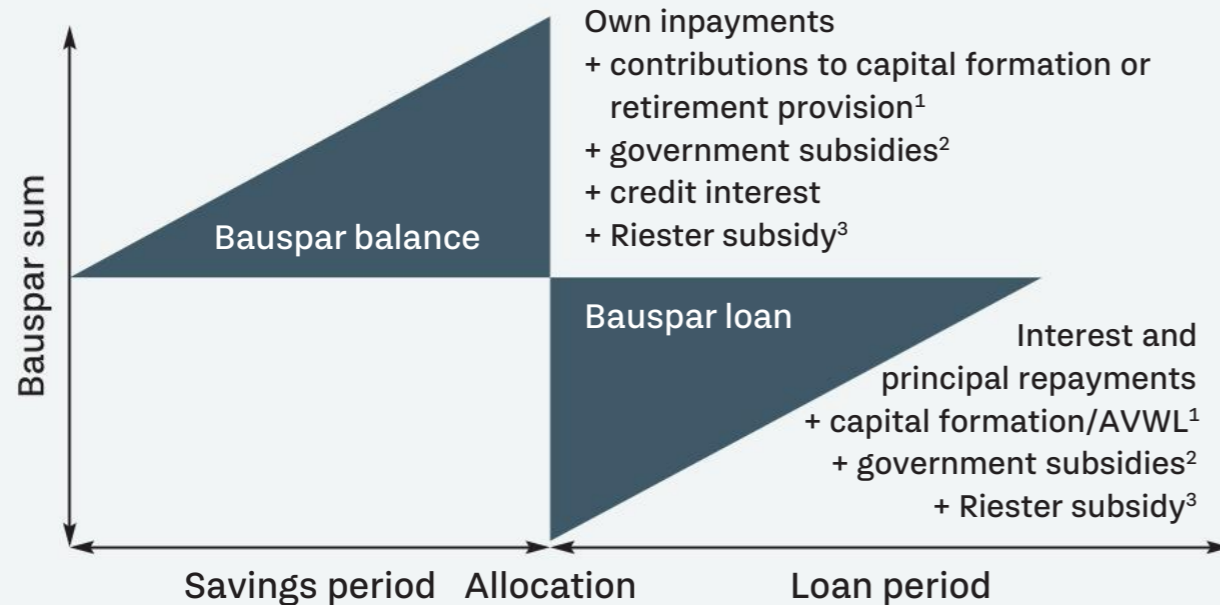 Own inpayments
+ contributions to capital formation or
retirement provision¹
+ government subsidies²
+ credit interest
+ Riester subsidy³
Bauspar sum
Bauspar balance
Bauspar loan
Interest and
principal repayments
+ capital formation/AVWL¹
+ government subsidies²
+ Riester subsidy³
Savings period
Allocation
Loan period